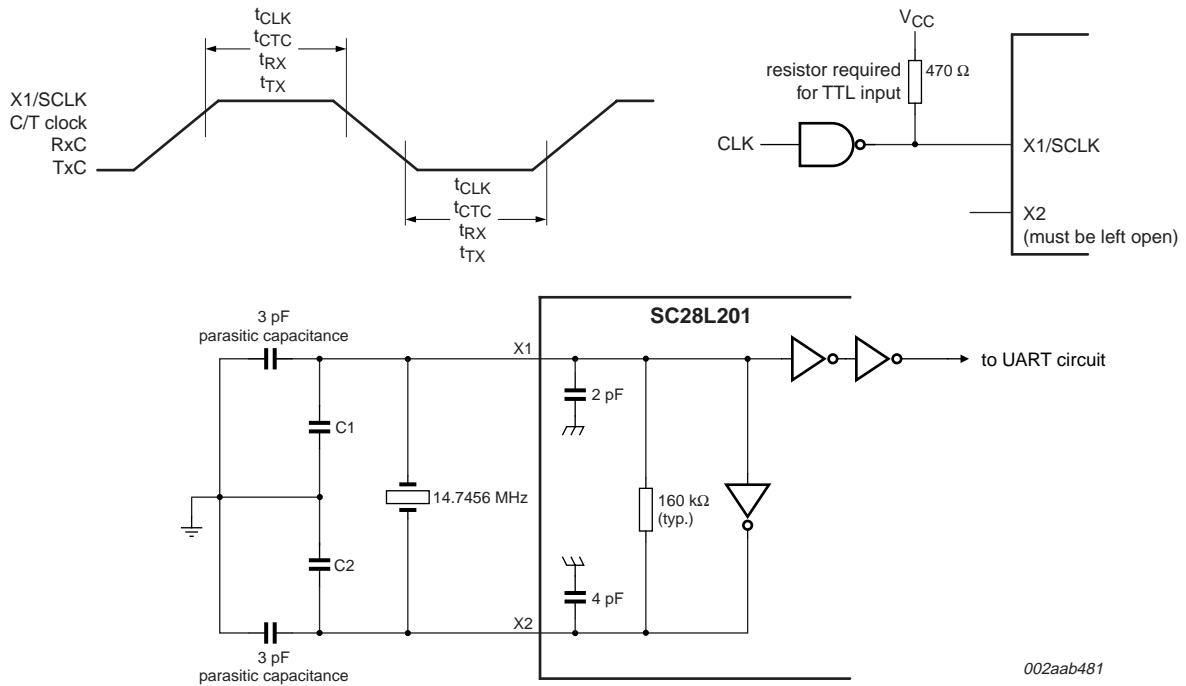 tCLK
tCTC
tRX
tTX
X1/SCLK
C/T clock
RxC
TxC
tCLK
tCTC
tRX
tTX
VCC
resistor required
for TTL input
470 Ω
CLK
X1/SCLK
X2
(must be left open)
SC28L201
3 pF
parasitic capacitance
X1
to UART circuit
2 pF
C1
14.7456 MHz
160 kΩ
(typ.)
C2
4 pF
X2
3 pF
parasitic capacitance
002aab481